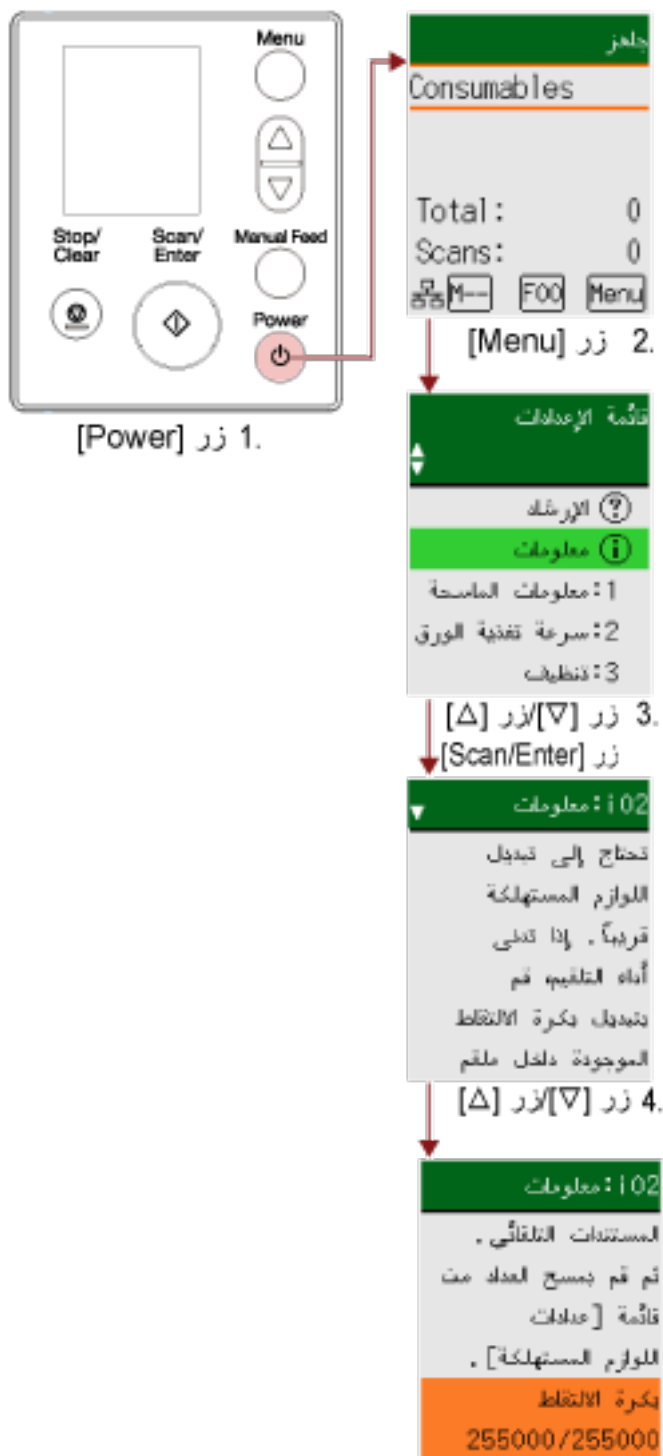 Menu
Stop/
Clear
Scan/
Enter
Manual Feed
Power
1. زر [Power]
جاهز
Consumables
Total: 0
Scans: 0
M-- F00 Menu
2. زر [Menu]
قائمة الإعدادات
الإرشاد
معلومات
1:معلومات الماسحة
2:سرعة تغذية الورق
3:تنظيف
3. زر [▽]/زر [△]
زر [Scan/Enter]
i02:معلومات
تحتاج إلى تبديل
اللوازم المستهلكة
قريباً. إذا تدنى
أداء التلقيم، قم
بتبديل بكرة الالتقاط
الموجودة داخل ملقم
4. زر [▽]/زر [△]
i02:معلومات
المستندات التلقائي.
ثم قم بمسح العداد من
قائمة [عدادات
اللوازم المستهلكة].
بكرة الالتقاط
255000/255000